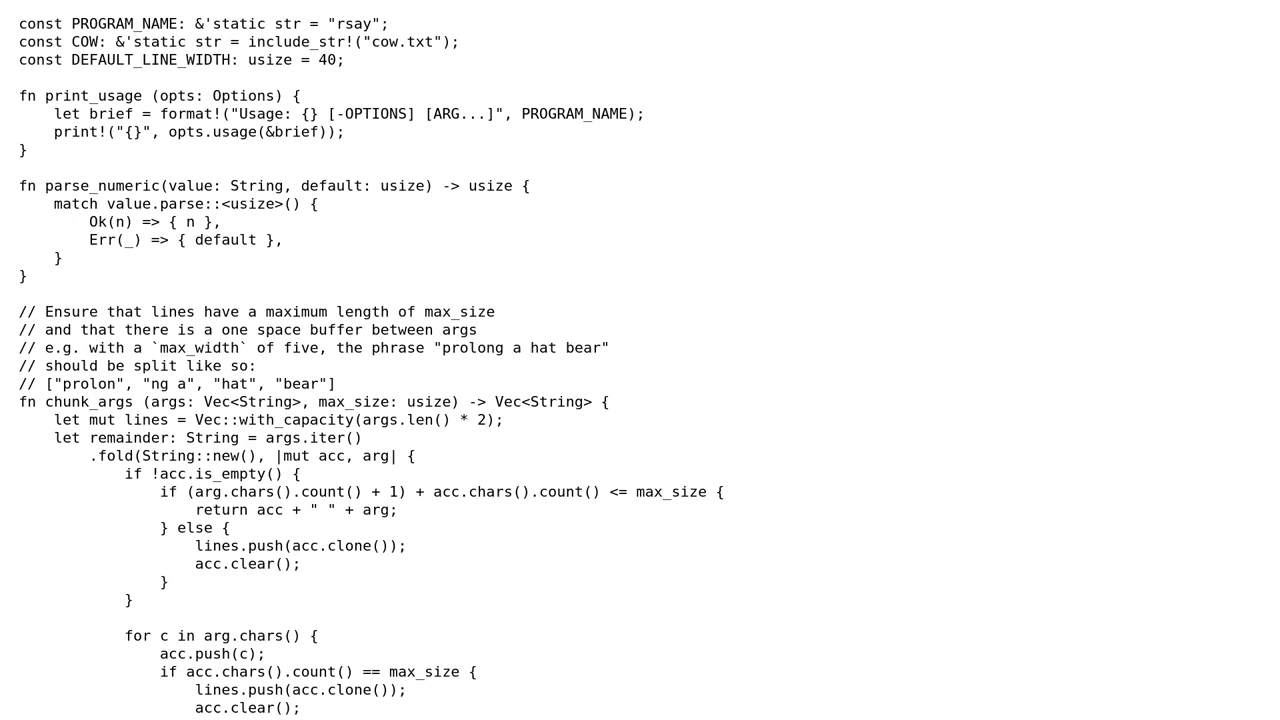 const PROGRAM_NAME: &'static str = "rsay";
const COW: &'static str = include_str!("cow.txt");
const DEFAULT_LINE_WIDTH: usize = 40;

fn print_usage (opts: Options) {
    let brief = format!("Usage: {} [-OPTIONS] [ARG...]", PROGRAM_NAME);
    print!("{}", opts.usage(&brief));
}

fn parse_numeric(value: String, default: usize) -> usize {
    match value.parse::<usize>() {
        Ok(n) => { n },
        Err(_) => { default },
    }
}

// Ensure that lines have a maximum length of max_size
// and that there is a one space buffer between args
// e.g. with a `max_width` of five, the phrase "prolong a hat bear"
// should be split like so:
// ["prolon", "ng a", "hat", "bear"]
fn chunk_args (args: Vec<String>, max_size: usize) -> Vec<String> {
    let mut lines = Vec::with_capacity(args.len() * 2);
    let remainder: String = args.iter()
        .fold(String::new(), |mut acc, arg| {
            if !acc.is_empty() {
                if (arg.chars().count() + 1) + acc.chars().count() <= max_size {
                    return acc + " " + arg;
                } else {
                    lines.push(acc.clone());
                    acc.clear();
                }
            }

            for c in arg.chars() {
                acc.push(c);
                if acc.chars().count() == max_size {
                    lines.push(acc.clone());
                    acc.clear();